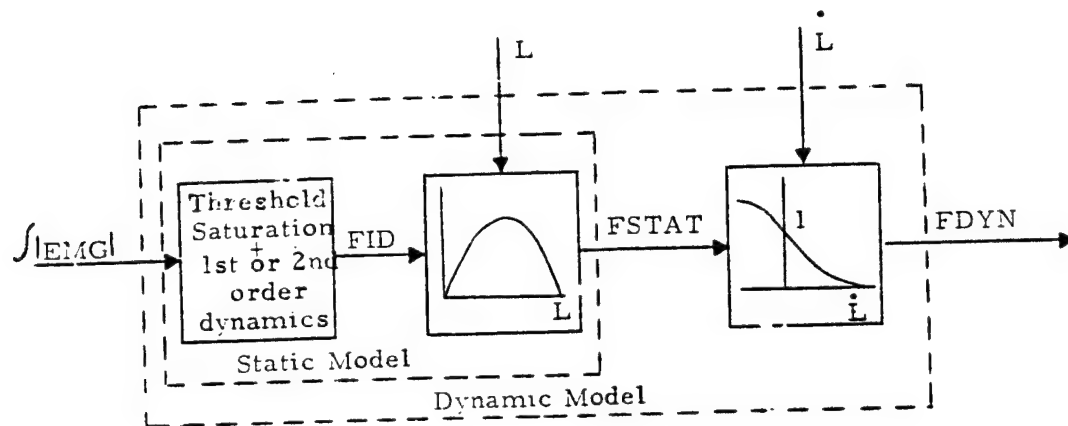 L
L̇
Threshold
Saturation
+
1st or 2nd
order
dynamics
∫|EMG|
FID
L
FSTAT
1
L̇
FDYN
Static Model
Dynamic Model